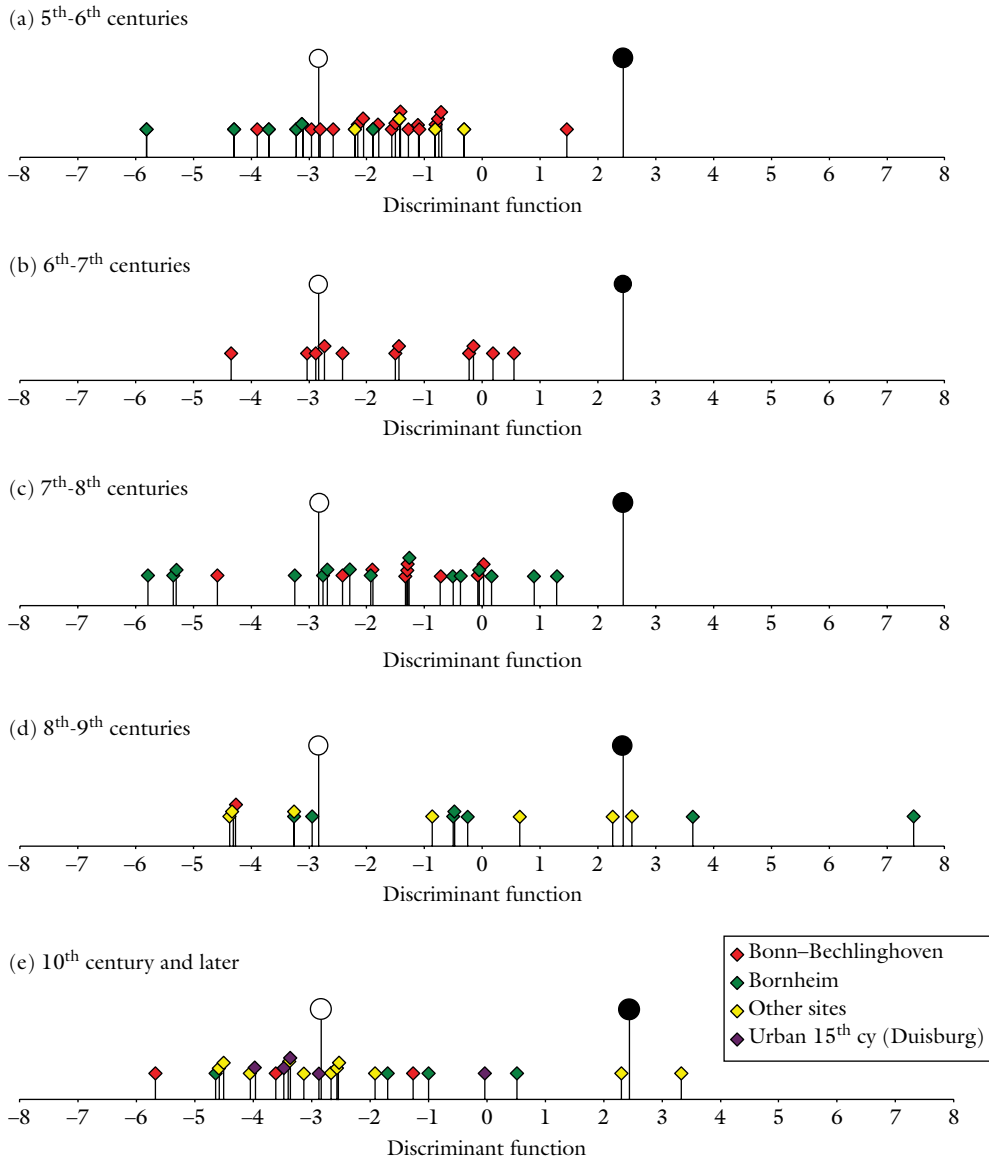 (a) 5th-6th centuries
–8 –7 –6 –5 –4 –3 –2 –1 0 1 2 3 4 5 6 7 8
Discriminant function
(b) 6th-7th centuries
–8 –7 –6 –5 –4 –3 –2 –1 0 1 2 3 4 5 6 7 8
Discriminant function
(c) 7th-8th centuries
–8 –7 –6 –5 –4 –3 –2 –1 0 1 2 3 4 5 6 7 8
Discriminant function
(d) 8th-9th centuries
–8 –7 –6 –5 –4 –3 –2 –1 0 1 2 3 4 5 6 7 8
Discriminant function
(e) 10th century and later
Bonn–Bechlinghoven
Bornheim
Other sites
Urban 15th cy (Duisburg)
–8 –7 –6 –5 –4 –3 –2 –1 0 1 2 3 4 5 6 7 8
Discriminant function